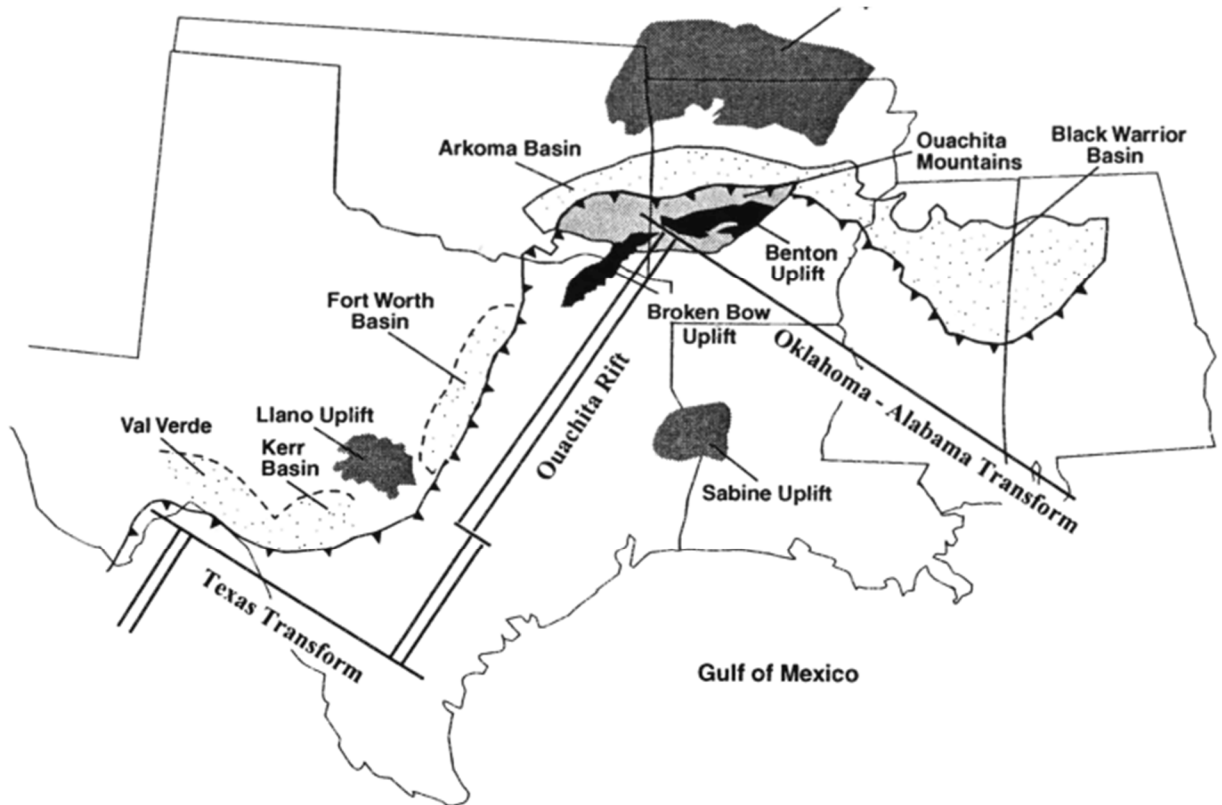 Arkoma Basin
Ouachita
Mountains
Black Warrior
Basin
Benton
Uplift
Fort Worth
Basin
Broken Bow
Uplift
Oklahoma - Alabama Transform
Ouachita Rift
Llano Uplift
Val Verde
Kerr
Basin
Sabine Uplift
Texas Transform
Gulf of Mexico